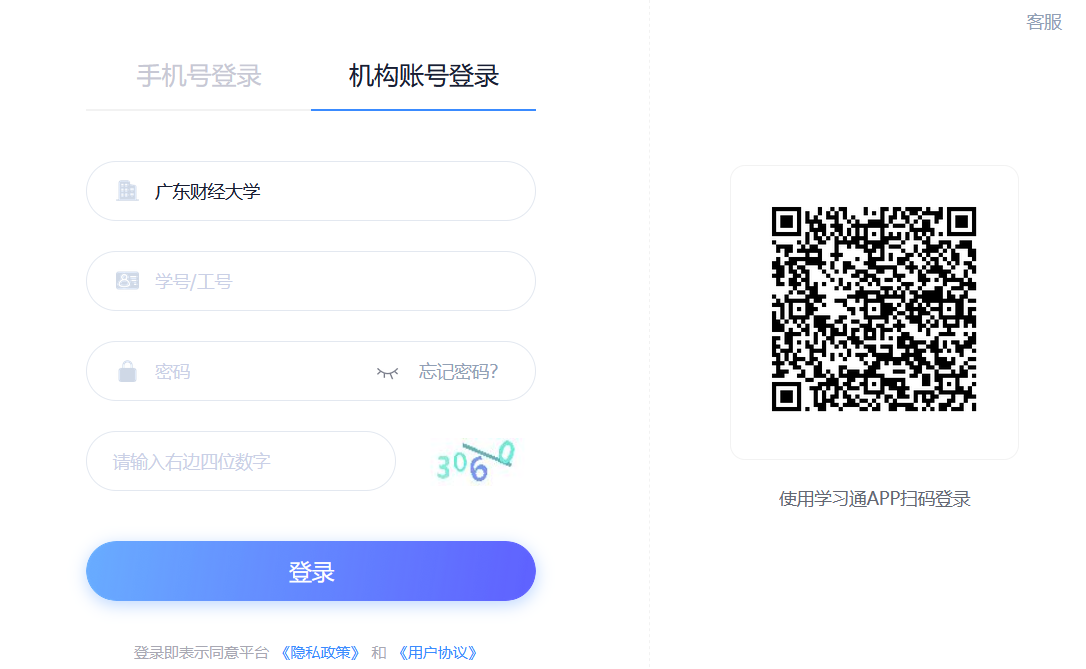 客服
手机号登录 机构账号登录
广东财经大学
学号/工号
密码 忘记密码?
请输入右边四位数字 3060
登录
登录即表示同意平台 《隐私政策》 和 《用户协议》
使用学习通APP扫码登录